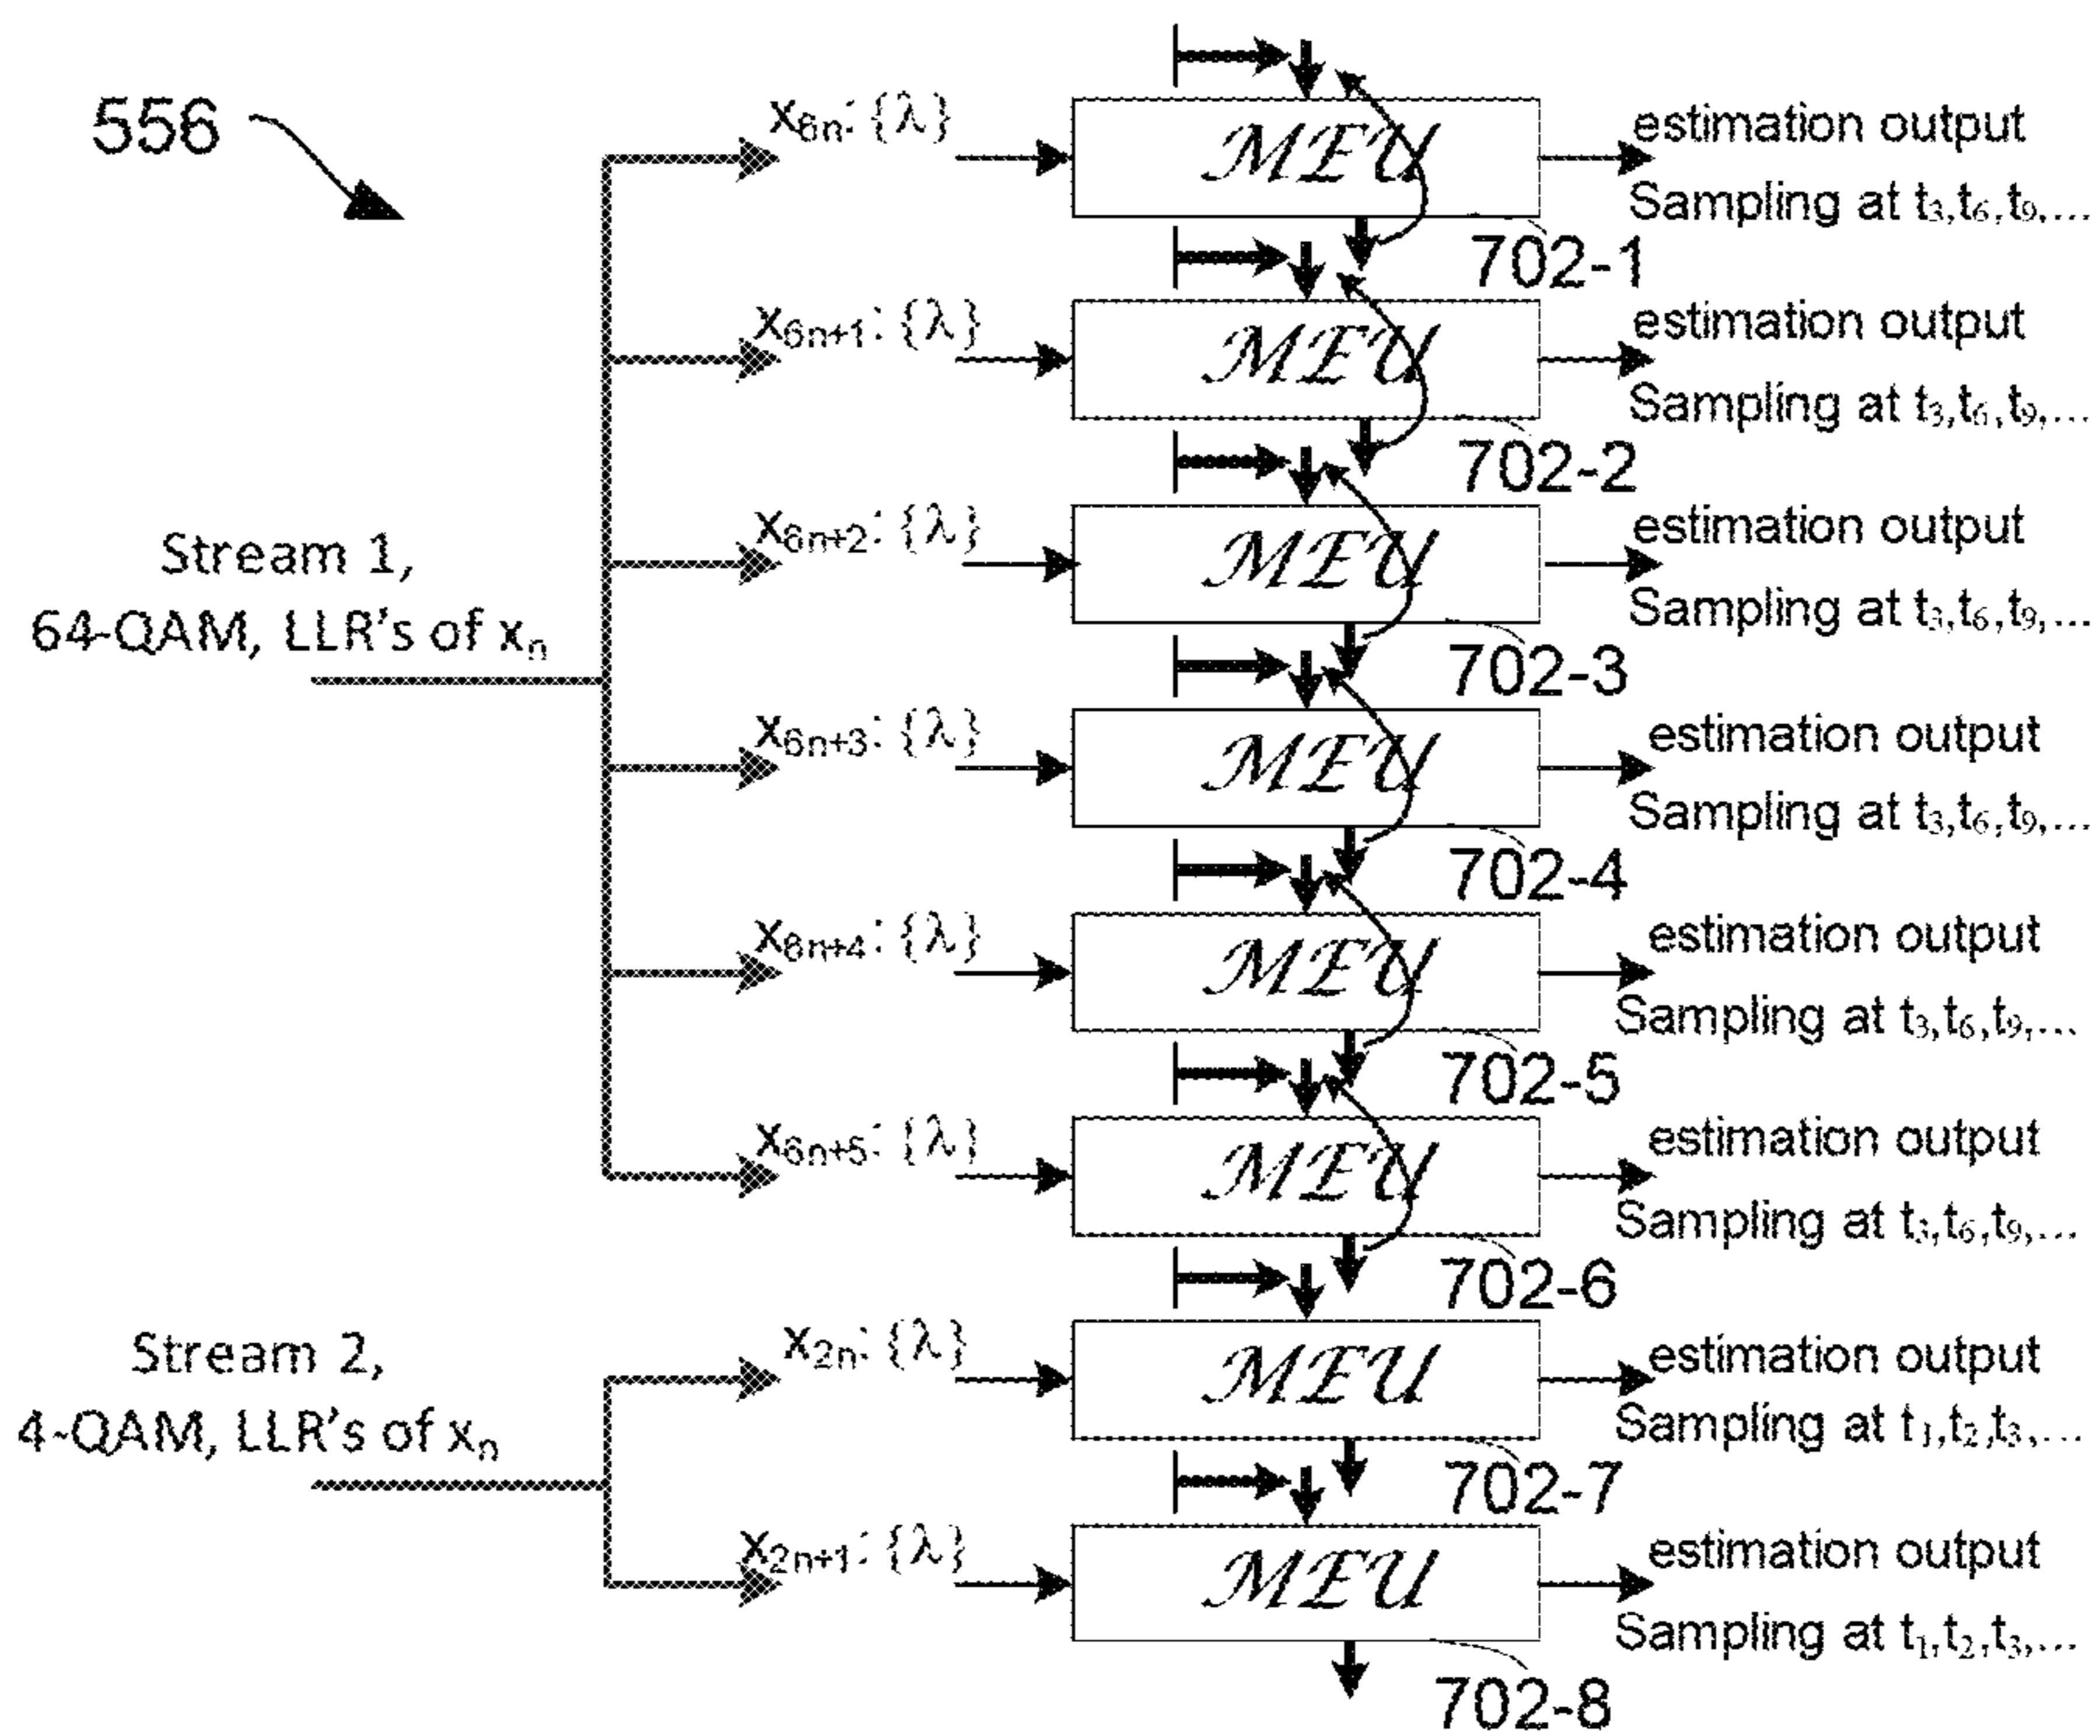 556
x₆ₙ: {λ}
MEU
estimation output
Sampling at t₃,t₆,t₉,...
702-1
x₆ₙ₊₁: {λ}
MEU
estimation output
Sampling at t₃,t₆,t₉,...
702-2
Stream 1,
64-QAM, LLR's of xₙ
x₆ₙ₊₂: {λ}
MEU
estimation output
Sampling at t₃,t₆,t₉,...
702-3
x₆ₙ₊₃: {λ}
MEU
estimation output
Sampling at t₃,t₆,t₉,...
702-4
x₆ₙ₊₄: {λ}
MEU
estimation output
Sampling at t₃,t₆,t₉,...
702-5
x₆ₙ₊₅: {λ}
MEU
estimation output
Sampling at t₃,t₆,t₉,...
702-6
Stream 2,
4-QAM, LLR's of xₙ
x₂ₙ: {λ}
MEU
estimation output
Sampling at t₁,t₂,t₃,...
702-7
x₂ₙ₊₁: {λ}
MEU
estimation output
Sampling at t₁,t₂,t₃,...
702-8